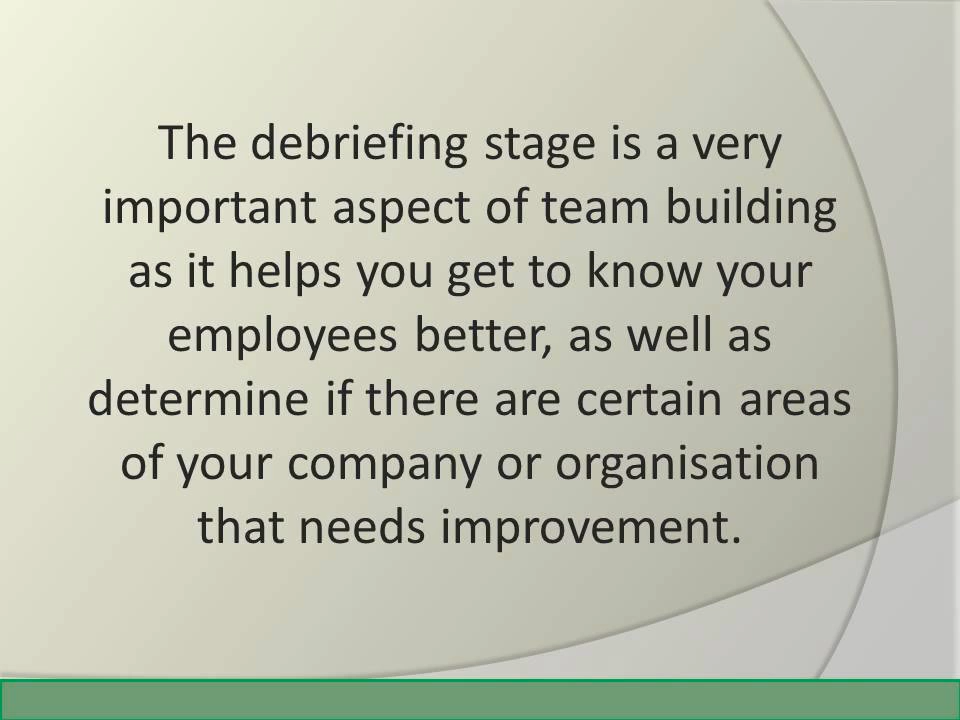 The debriefing stage is a very
important aspect of team building
as it helps you get to know your
employees better, as well as
determine if there are certain areas
of your company or organisation
that needs improvement.